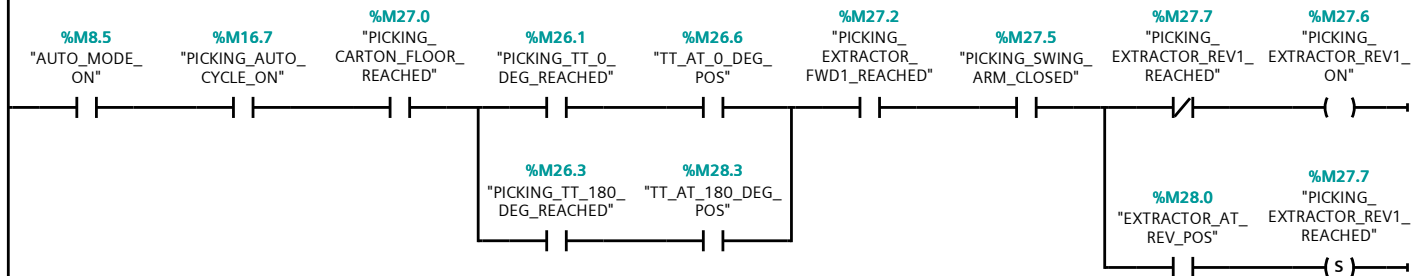 %M8.5
"AUTO_MODE_
ON"
%M16.7
"PICKING_AUTO_
CYCLE_ON"
%M27.0
"PICKING_
CARTON_FLOOR_
REACHED"
%M26.1
"PICKING_TT_0_
DEG_REACHED"
%M26.6
"TT_AT_0_DEG_
POS"
%M27.2
"PICKING_
EXTRACTOR_
FWD1_REACHED"
%M27.5
"PICKING_SWING_
ARM_CLOSED"
%M27.7
"PICKING_
EXTRACTOR_REV1_
REACHED"
%M27.6
"PICKING_
EXTRACTOR_REV1_
ON"
%M26.3
"PICKING_TT_180_
DEG_REACHED"
%M28.3
"TT_AT_180_DEG_
POS"
%M28.0
"EXTRACTOR_AT_
REV_POS"
%M27.7
"PICKING_
EXTRACTOR_REV1_
REACHED"
S